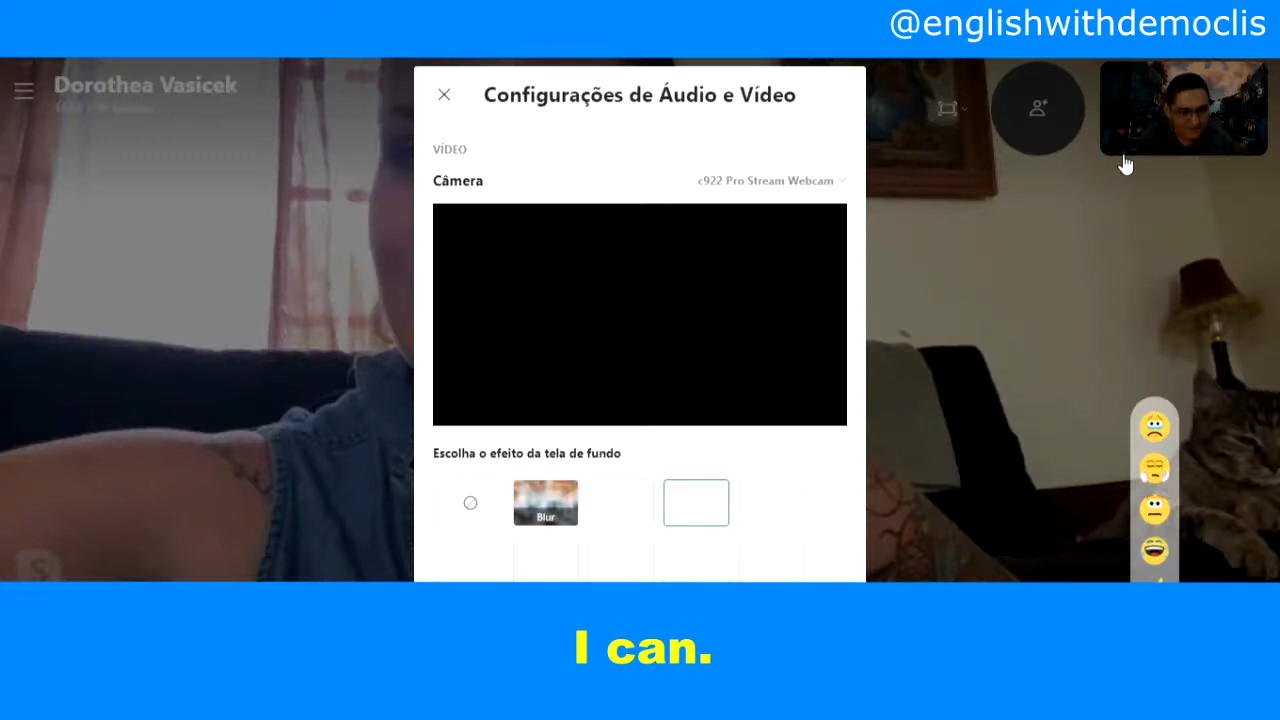 @englishwithdemoclis
Dorothea Vasicek
Configurações de Áudio e Vídeo
VÍDEO
Câmera
c922 Pro Stream Webcam
Escolha o efeito da tela de fundo
Blur
I can.